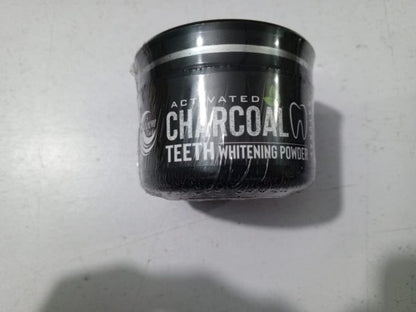 ACTIVATED
CHARCOAL
TEETH WHITENING POWDER